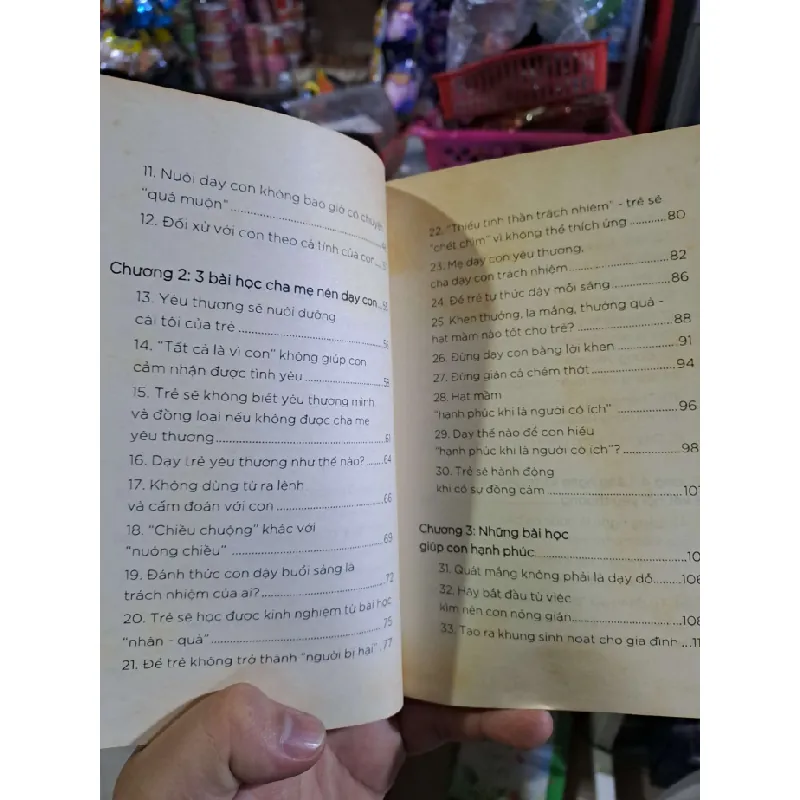 11. Nuôi dạy con không bao giờ có chuyện
"quá muộn"
12. Đối xử với con theo cá tính của con
Chương 2: 3 bài học cha mẹ nên dạy con
13. Yêu thương sẽ nuôi dưỡng
cái tôi của trẻ
14. "Tất cả là vì con" không giúp con
cảm nhận được tình yêu
15. Trẻ sẽ không biết yêu thương mình
và đồng loại nếu không được cha mẹ
yêu thương 61
16. Dạy trẻ yêu thương như thế nào? 64
17. Không dùng từ ra lệnh
và cấm đoán với con 66
18. "Chiều chuộng" khác với
"nuông chiều" 69
19. Đánh thức con dậy buổi sáng là
trách nhiệm của ai? 72
20. Trẻ sẽ học được kinh nghiệm từ bài học
"nhân - quả" 75
21. Để trẻ không trở thành "người bị hại" 77
22. "Thiếu tinh thần trách nhiệm" - trẻ sẽ
"chết chìm" vì không thể thích ứng 80
23. Mẹ dạy con yêu thương,
cha dạy con trách nhiệm 82
24. Để trẻ tự thức dậy mỗi sáng 86
25. Khen thưởng, la mắng, thưởng quà -
hạt mầm nào tốt cho trẻ? 88
26. Đừng dạy con bằng lời khen 91
27. Đừng giận cá chém thớt 94
28. Hạt mầm
"hạnh phúc khi là người có ích" 96
29. Dạy thế nào để con hiểu
"hạnh phúc khi là người có ích"? 98
30. Trẻ sẽ hành động
khi có sự đồng cảm 101
Chương 3: Những bài học
giúp con hạnh phúc
31. Quát mắng không phải là dạy dỗ 106
32. Hãy bắt đầu từ việc
kìm nén cơn nóng giận 108
33. Tạo ra khung sinh hoạt cho gia đình